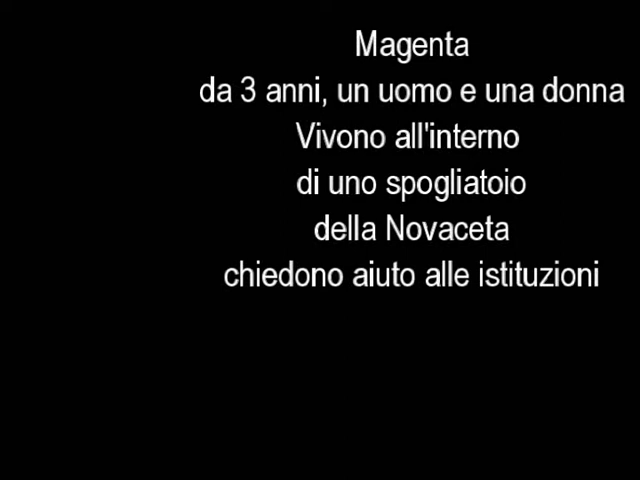 Magenta
da 3 anni, un uomo e una donna
Vivono all'interno
di uno spogliatoio
della Novaceta
chiedono aiuto alle istituzioni